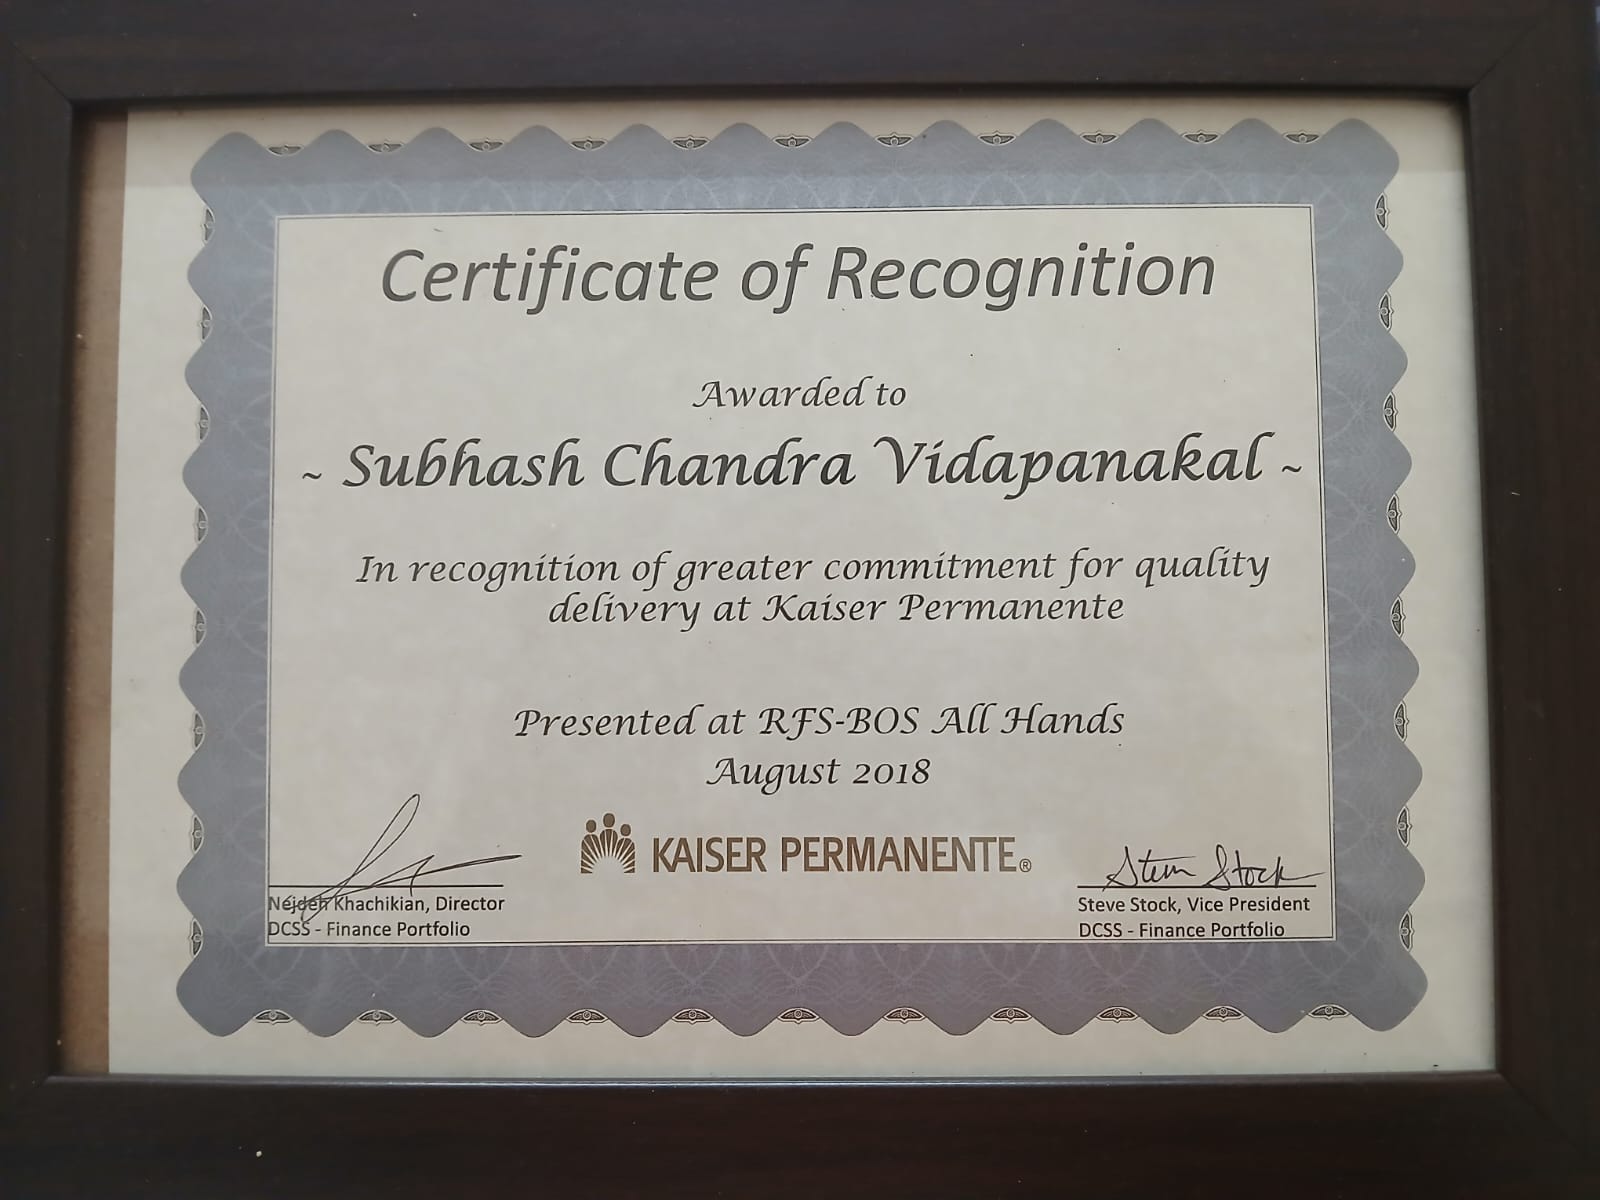 Certificate of Recognition
Awarded to
~ Subhash Chandra Vidapanakal ~
In recognition of greater commitment for quality
delivery at Kaiser Permanente
Presented at RFS-BOS All Hands
August 2018
KAISER PERMANENTE®
Steve Stock
Nejdeh Khachikian, Director
DCSS - Finance Portfolio
Steve Stock, Vice President
DCSS - Finance Portfolio